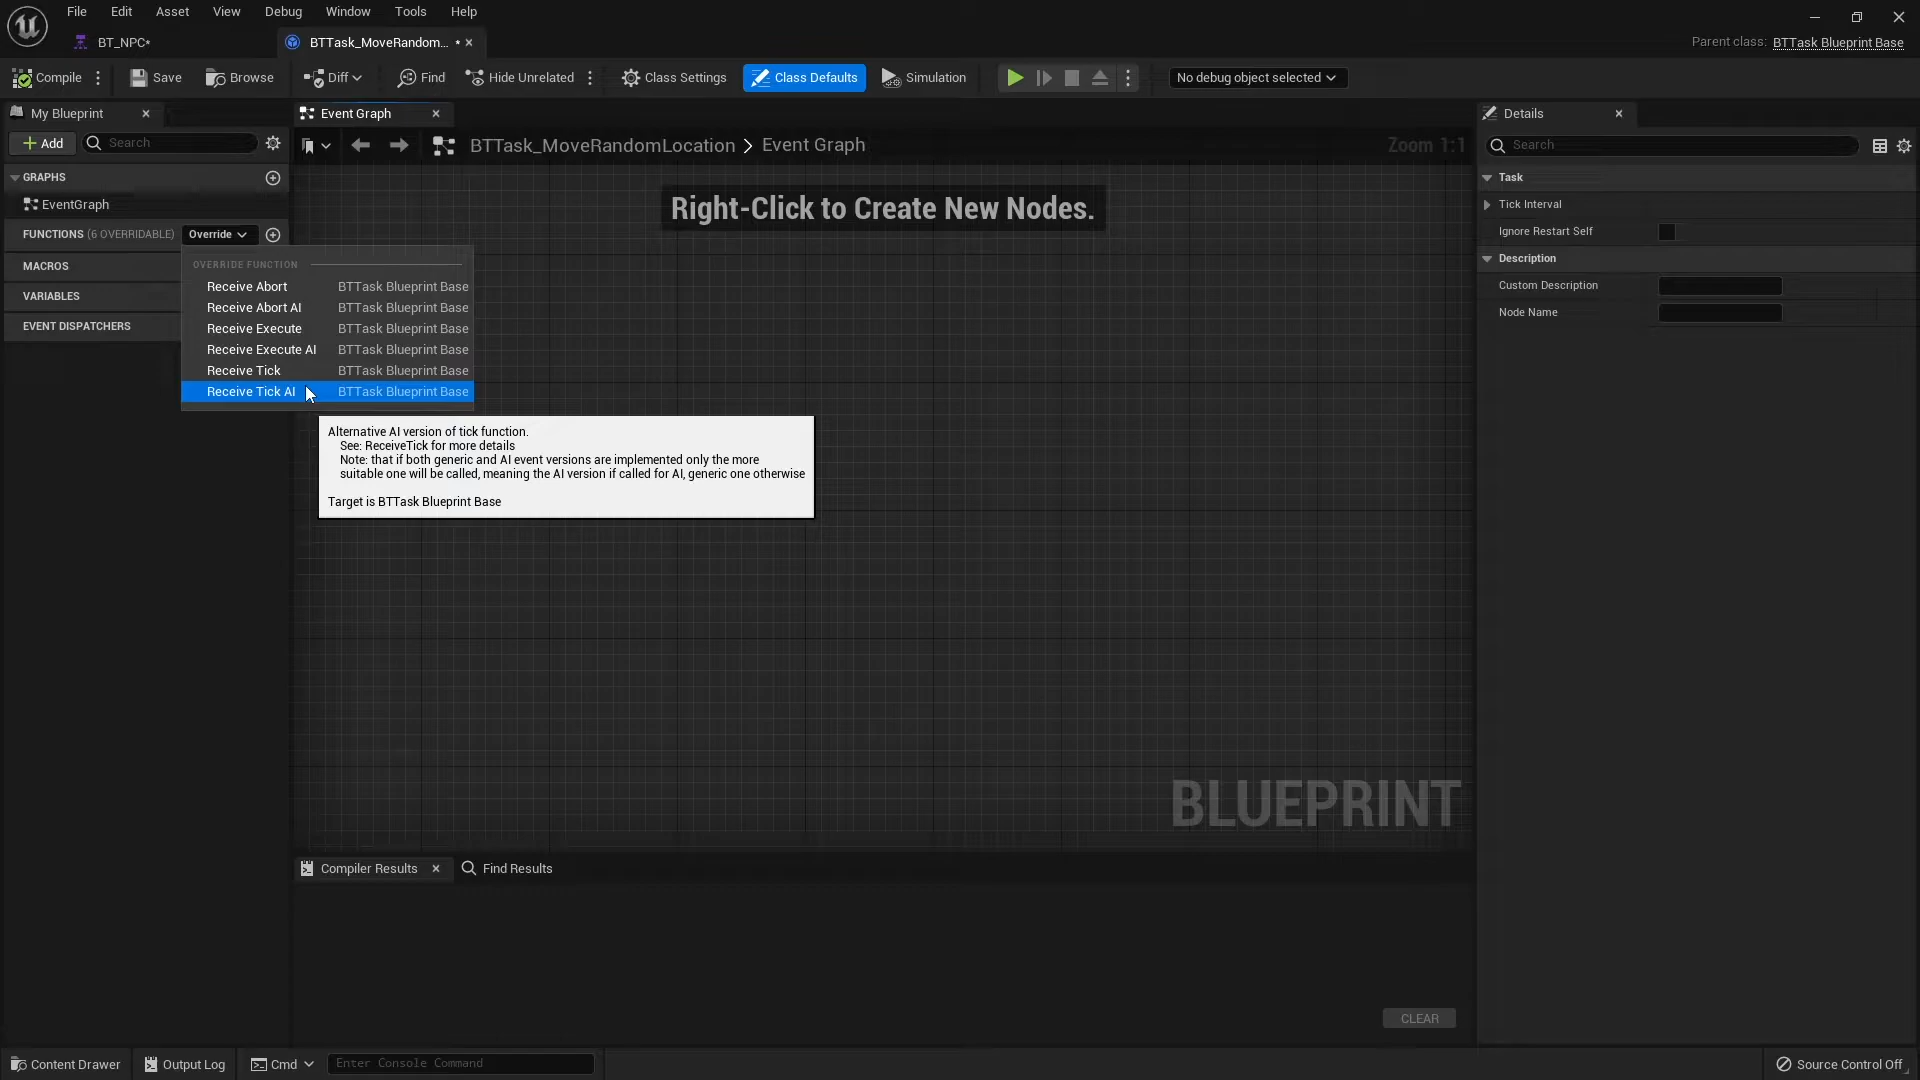 File Edit Asset View Debug Window Tools Help
BT_NPC* BTTask_MoveRandom... *
Parent class: BTTask Blueprint Base
Compile Save Browse Diff Find Hide Unrelated Class Settings Class Defaults Simulation No debug object selected
My Blueprint
Event Graph
Details
Add Search
BTTask_MoveRandomLocation > Event Graph
Zoom 1:1
Search
GRAPHS
EventGraph
FUNCTIONS (6 OVERRIDABLE) Override
MACROS
VARIABLES
EVENT DISPATCHERS
OVERRIDE FUNCTION
Receive Abort BTTask Blueprint Base
Receive Abort AI BTTask Blueprint Base
Receive Execute BTTask Blueprint Base
Receive Execute AI BTTask Blueprint Base
Receive Tick BTTask Blueprint Base
Receive Tick AI BTTask Blueprint Base
Right-Click to Create New Nodes.
Alternative AI version of tick function.
See: ReceiveTick for more details
Note: that if both generic and AI event versions are implemented only the more
suitable one will be called, meaning the AI version if called for AI, generic one otherwise
Target is BTTask Blueprint Base
BLUEPRINT
Task
Tick Interval
Ignore Restart Self
Description
Custom Description
Node Name
Compiler Results Find Results
CLEAR
Content Drawer Output Log Cmd Enter Console Command Source Control Off